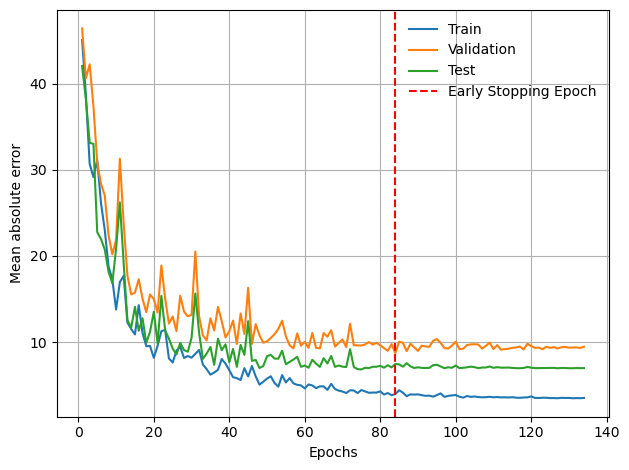 Train
Validation
Test
Early Stopping Epoch
Mean absolute error
40
30
20
10
0
20
40
60
80
100
120
140
Epochs